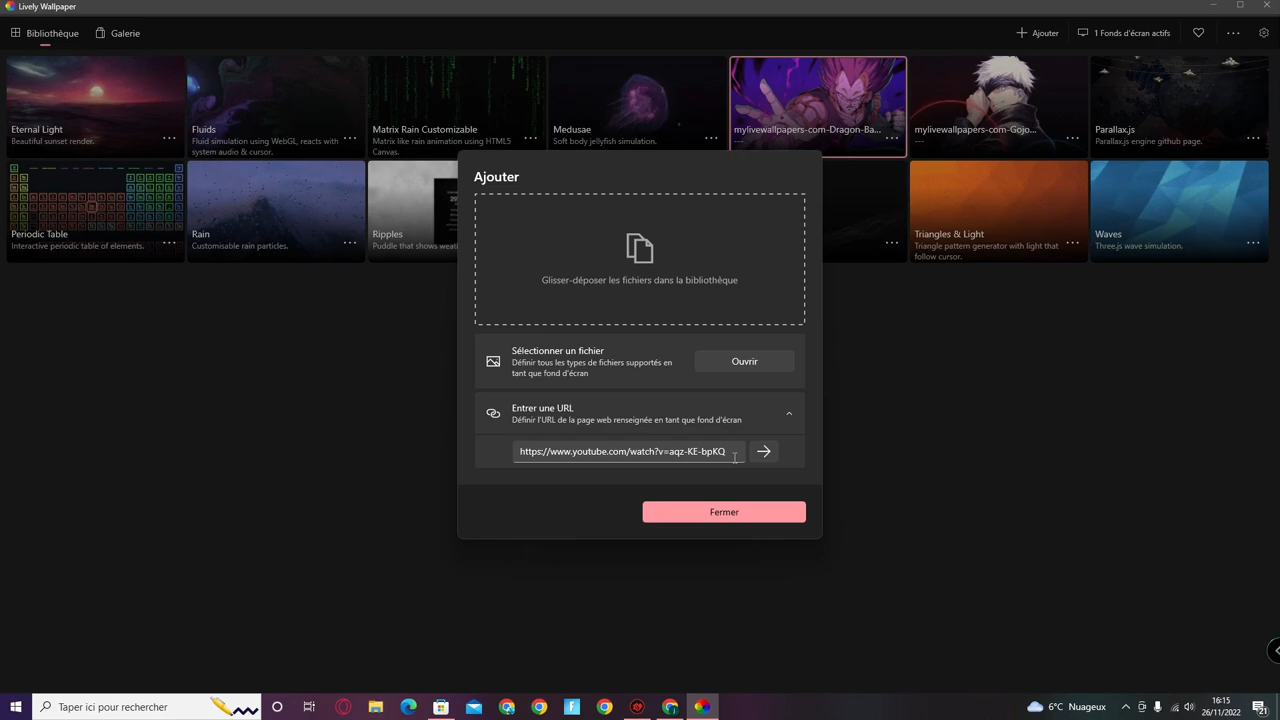 Lively Wallpaper
Bibliothèque
Galerie
Ajouter
1 Fonds d'écran actifs
Eternal Light
Beautiful sunset render.
Fluids
Fluid simulation using WebGL, reacts with
system audio & cursor.
Matrix Rain Customizable
Matrix like rain animation using HTML5
Canvas.
Medusae
Soft body jellyfish simulation.
mylivewallpapers-com-Dragon-Ba...
---
mylivewallpapers-com-Gojo...
---
Parallax.js
Parallax.js engine github page.
Periodic Table
Interactive periodic table of elements.
Rain
Customisable rain particles.
Ripples
Puddle that shows weat
Triangles & Light
Triangle pattern generator with light that
follow cursor.
Waves
Three.js wave simulation.
Ajouter
Glisser-déposer les fichiers dans la bibliothèque
Sélectionner un fichier
Définir tous les types de fichiers supportés en
tant que fond d'écran
Ouvrir
Entrer une URL
Définir l'URL de la page web renseignée en tant que fond d'écran
https://www.youtube.com/watch?v=aqz-KE-bpKQ
Fermer
Taper ici pour rechercher
6°C Nuageux
16:15
26/11/2022